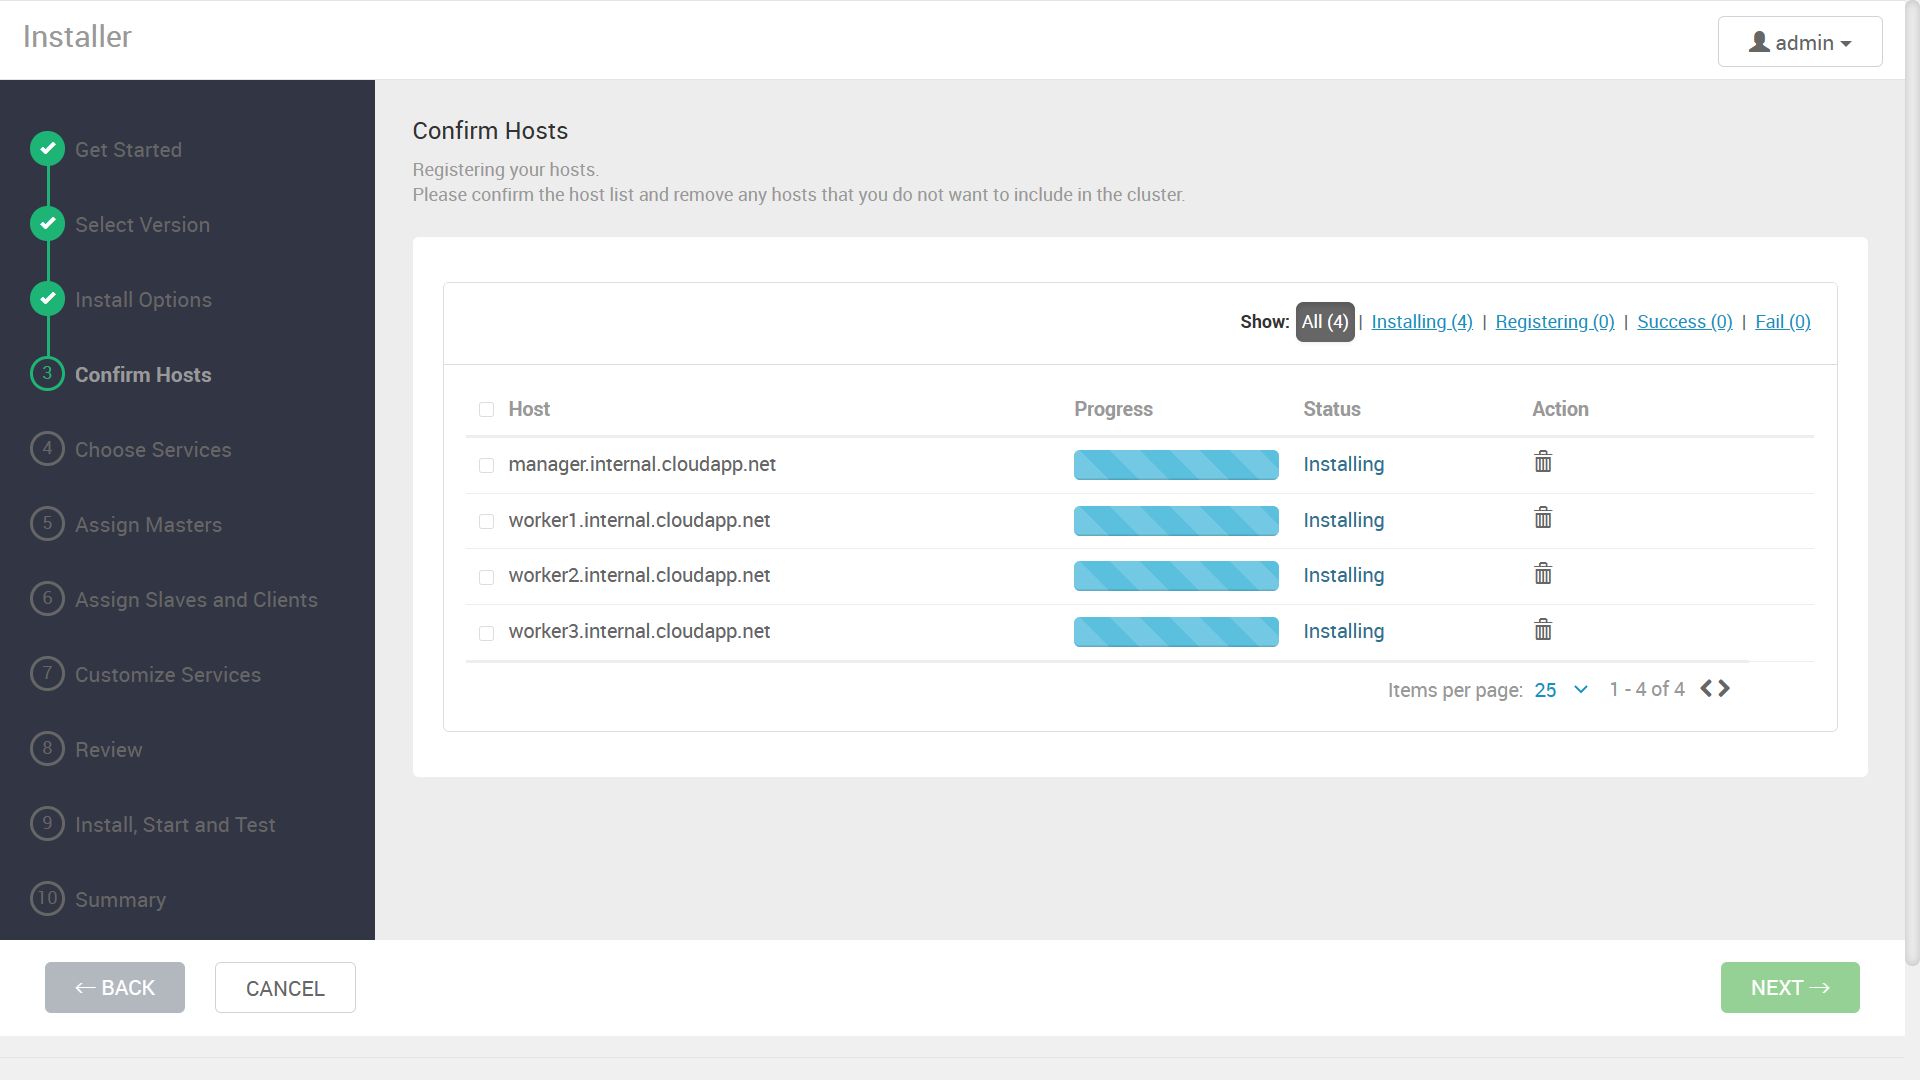 Installer
admin
Get Started
Select Version
Install Options
3 Confirm Hosts
4 Choose Services
5 Assign Masters
6 Assign Slaves and Clients
7 Customize Services
8 Review
9 Install, Start and Test
10 Summary
Confirm Hosts
Registering your hosts.
Please confirm the host list and remove any hosts that you do not want to include in the cluster.
Show: All (4) | Installing (4) | Registering (0) | Success (0) | Fail (0)
Host Progress Status Action
manager.internal.cloudapp.net Installing
worker1.internal.cloudapp.net Installing
worker2.internal.cloudapp.net Installing
worker3.internal.cloudapp.net Installing
Items per page: 25 1 - 4 of 4
← BACK CANCEL NEXT →